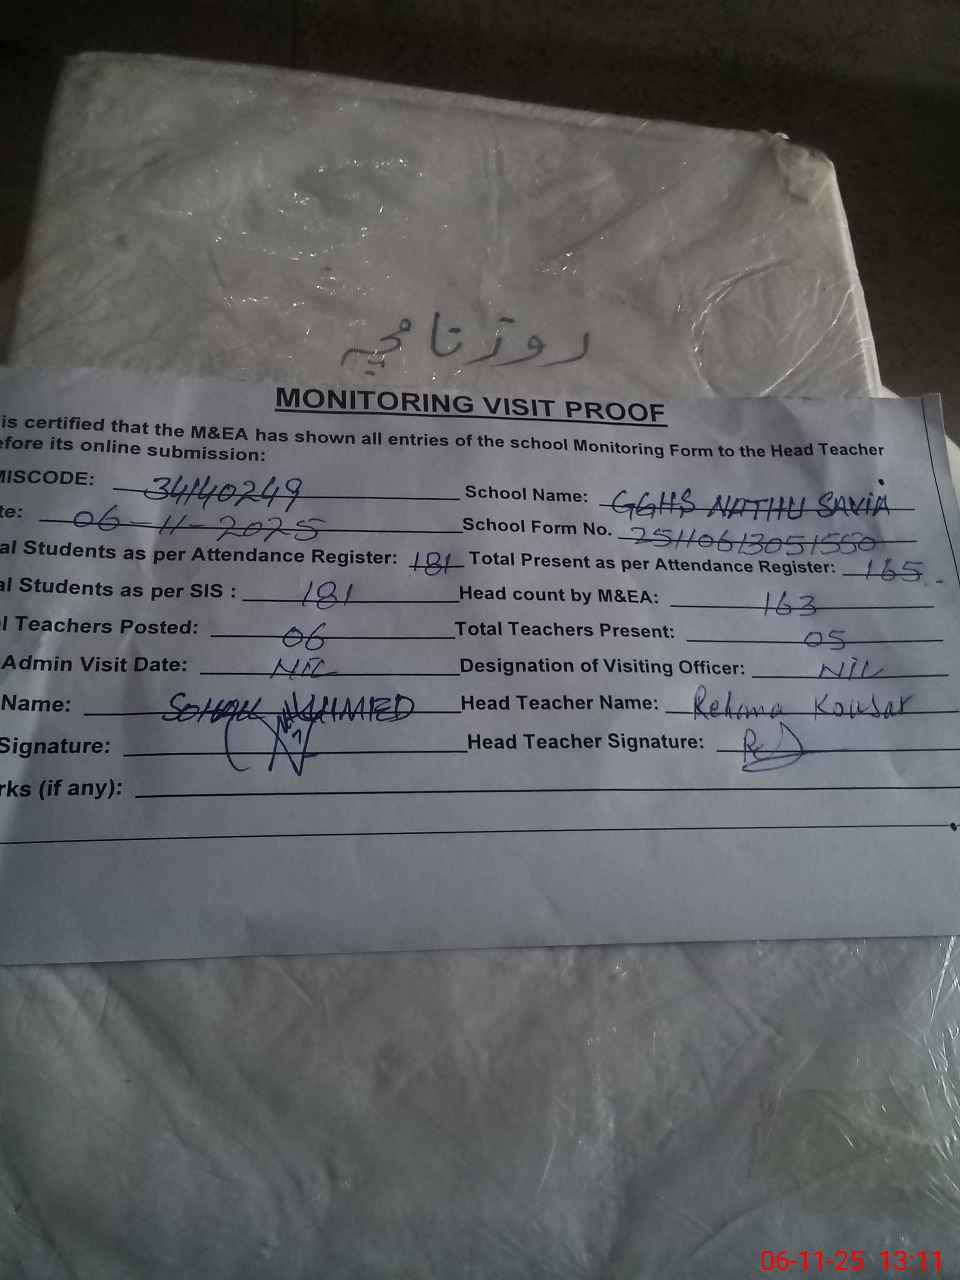 روزنامچہ
MONITORING VISIT PROOF
is certified that the M&EA has shown all entries of the school Monitoring Form to the Head Teacher
efore its online submission:
MISCODE: 34140249 School Name: GGHS NATHU SAVIA
te: 06-11-2025 School Form No. 25110613051550
al Students as per Attendance Register: 181 Total Present as per Attendance Register: 165
al Students as per SIS : 181 Head count by M&EA: 163
l Teachers Posted: 06 Total Teachers Present: 05
Admin Visit Date: NIL Designation of Visiting Officer: NIL
Name: SOHAIL AHMED Head Teacher Name: Rehana Kousar
Signature: Head Teacher Signature:
rks (if any):
06-11-25 13:11